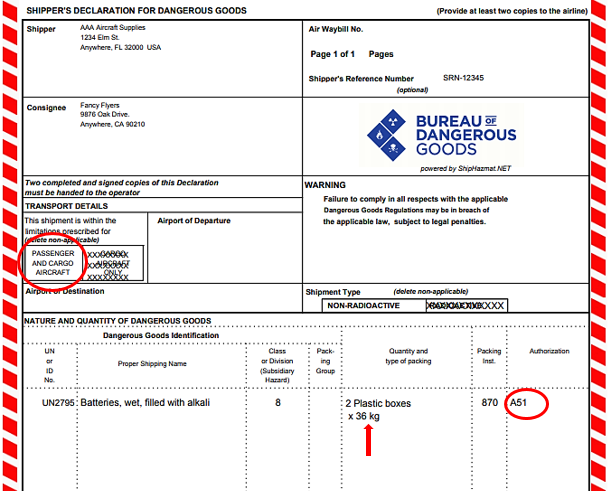 SHIPPER'S DECLARATION FOR DANGEROUS GOODS
(Provide at least two copies to the airline)
Shipper
AAA Aircraft Supplies
1234 Elm St.
Anywhere, FL 32000 USA
Air Waybill No.
Page 1 of 1 Pages
Shipper's Reference Number SRN-12345
(optional)
Consignee
Fancy Flyers
9876 Oak Drive.
Anywhere, CA 90210
BUREAU OF
DANGEROUS
GOODS
powered by ShipHazmat.NET
Two completed and signed copies of this Declaration
must be handed to the operator
WARNING
Failure to comply in all respects with the applicable
Dangerous Goods Regulations may be in breach of
the applicable law, subject to legal penalties.
TRANSPORT DETAILS
This shipment is within the
limitations prescribed for
(delete non-applicable)
PASSENGER
AND CARGO
AIRCRAFT
XXXXXXXX
XXXXXXXX
ONLY
XXXXXXXX
Airport of Departure
Airport of Destination
Shipment Type (delete non-applicable)
NON-RADIOACTIVE
NATURE AND QUANTITY OF DANGEROUS GOODS
Dangerous Goods Identification
UN
or
ID
No.
Proper Shipping Name
Class
or Division
(Subsidiary
Hazard)
Pack-
ing
Group
Quantity and
type of packing
Packing
Inst.
Authorization
UN2795 Batteries, wet, filled with alkali 8 2 Plastic boxes 870 A51
x 36 kg